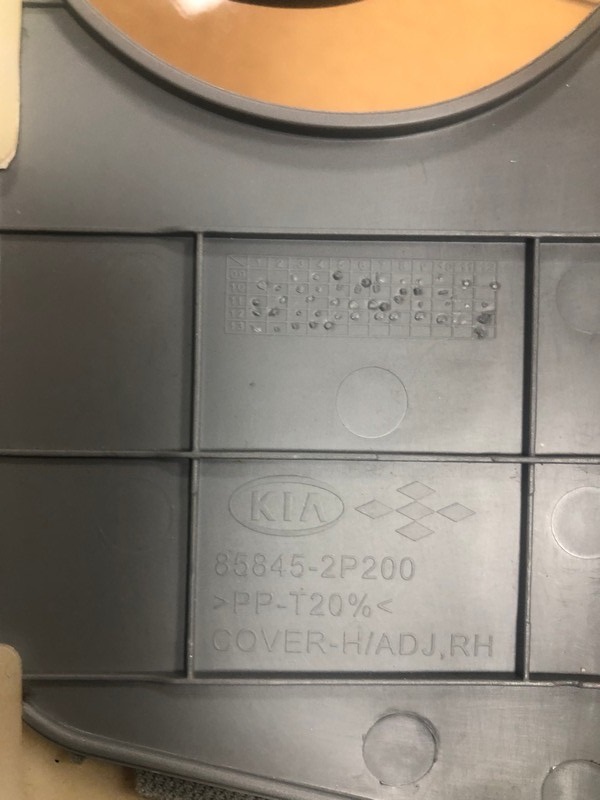 KIA
85845-2P200
>PP-T20%<
COVER-H/ADJ,RH